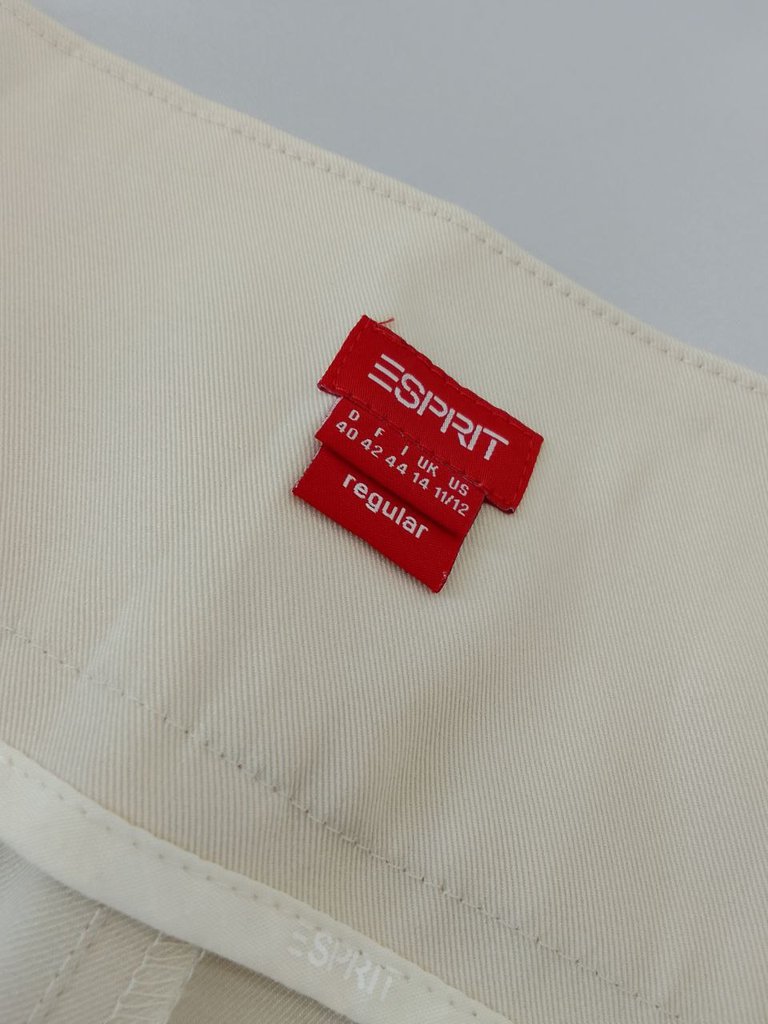 ESPRIT
D F I UK US
40 42 44 14 11/12
regular
ESPRIT